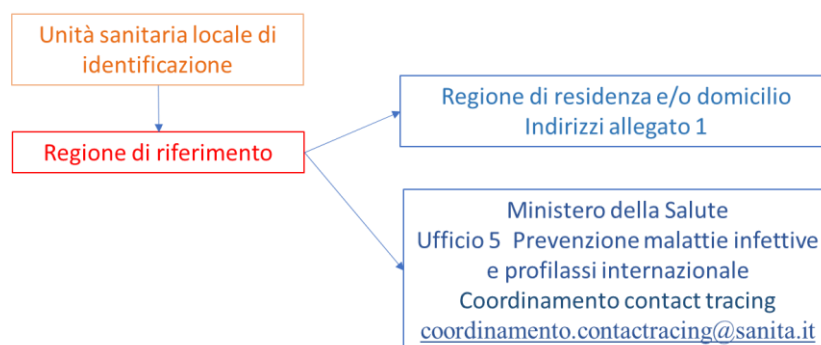 Unità sanitaria locale di
identificazione
Regione di riferimento
Regione di residenza e/o domicilio
Indirizzi allegato 1
Ministero della Salute
Ufficio 5 Prevenzione malattie infettive
e profilassi internazionale
Coordinamento contact tracing
coordinamento.contactracing@sanita.it